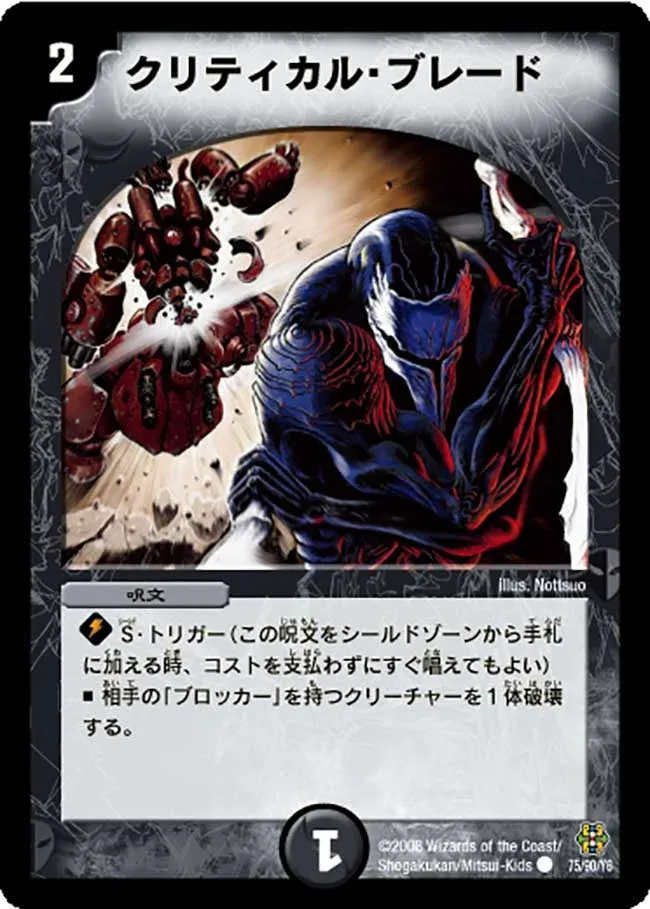 2
クリティカル・ブレード
illus. Nottsuo
呪文
S・トリガー(この呪文をシールドゾーンから手札
に加える時、コストを支払わずにすぐ唱えてもよい)
■ 相手の「ブロッカー」を持つクリーチャーを1体破壊
する。
1
©2008 Wizards of the Coast/
Shogakukan/Mitsui-Kids
75/90/Y6